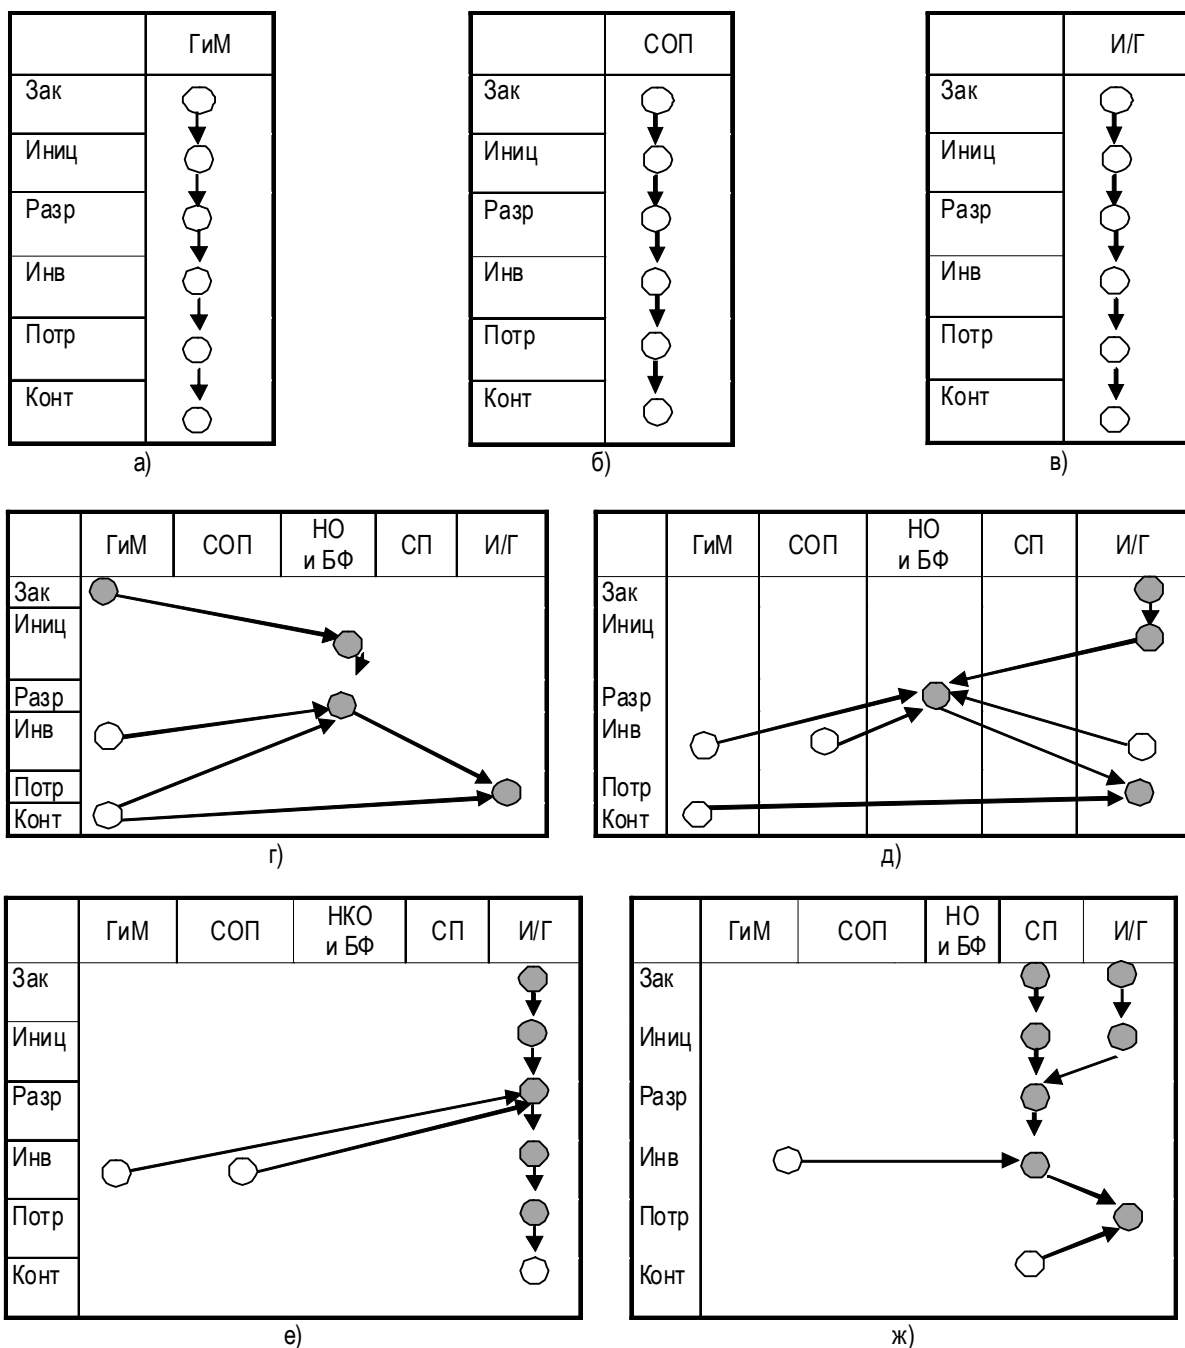 ГиМ
Зак
Иниц
Разр
Инв
Потр
Конт
а)
СОП
Зак
Иниц
Разр
Инв
Потр
Конт
б)
И/Г
Зак
Иниц
Разр
Инв
Потр
Конт
в)
ГиМ СОП НО и БФ СП И/Г
Зак
Иниц
Разр
Инв
Потр
Конт
г)
ГиМ СОП НО и БФ СП И/Г
Зак
Иниц
Разр
Инв
Потр
Конт
д)
ГиМ СОП НКО и БФ СП И/Г
Зак
Иниц
Разр
Инв
Потр
Конт
е)
ГиМ СОП НО и БФ СП И/Г
Зак
Иниц
Разр
Инв
Потр
Конт
ж)